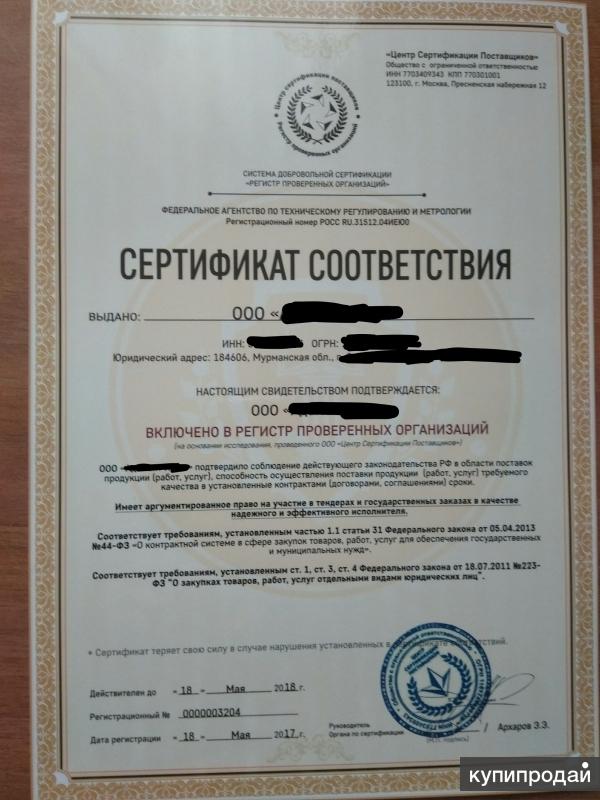 «Центр Сертификации Поставщиков»
Общество с ограниченной ответственностью
ИНН 7703409343 КПП 770301001
123100, г. Москва, Пресненская набережная 12
Центр сертификации поставщиков
Регистр проверенных организаций
СИСТЕМА ДОБРОВОЛЬНОЙ СЕРТИФИКАЦИИ
«РЕГИСТР ПРОВЕРЕННЫХ ОРГАНИЗАЦИЙ»
ФЕДЕРАЛЬНОЕ АГЕНТСТВО ПО ТЕХНИЧЕСКОМУ РЕГУЛИРОВАНИЮ И МЕТРОЛОГИИ
Регистрационный номер РОСС RU.31512.04ИЕЮ0
СЕРТИФИКАТ СООТВЕТСТВИЯ
ВЫДАНО: ООО «
ИНН: ОГРН:
Юридический адрес: 184606, Мурманская обл.,
НАСТОЯЩИМ СВИДЕТЕЛЬСТВОМ ПОДТВЕРЖДАЕТСЯ:
ООО «
ВКЛЮЧЕНО В РЕГИСТР ПРОВЕРЕННЫХ ОРГАНИЗАЦИЙ
(на основании исследования, проведенного ООО «Центр Сертификации Поставщиков»)
ООО « » подтвердило соблюдение действующего законодательства РФ в области поставок
продукции (работ, услуг), способность осуществления поставки продукции (работ, услуг) требуемого
качества в установленные контрактами (договорами, соглашениями) сроки.
Имеет аргументированное право на участие в тендерах и государственных заказах в качестве
надежного и эффективного исполнителя.
Соответствует требованиям, установленным частью 1.1 статьи 31 Федерального закона от 05.04.2013
№44-ФЗ «О контрактной системе в сфере закупок товаров, работ, услуг для обеспечения государственных
и муниципальных нужд».
Соответствует требованиям, установленным ст. 1, ст. 3, ст. 4 Федерального закона от 18.07.2011 №223-
ФЗ "О закупках товаров, работ, услуг отдельными видами юридических лиц".
* Сертификат теряет свою силу в случае нарушения установленных в
Действителен до «18» Мая 2018 г.
Регистрационный № 0000003204
Дата регистрации «18» Мая 2017 г.
Руководитель
Органа по сертификации
(М.П. подпись)
/ Архаров Э.Э.
купипродай